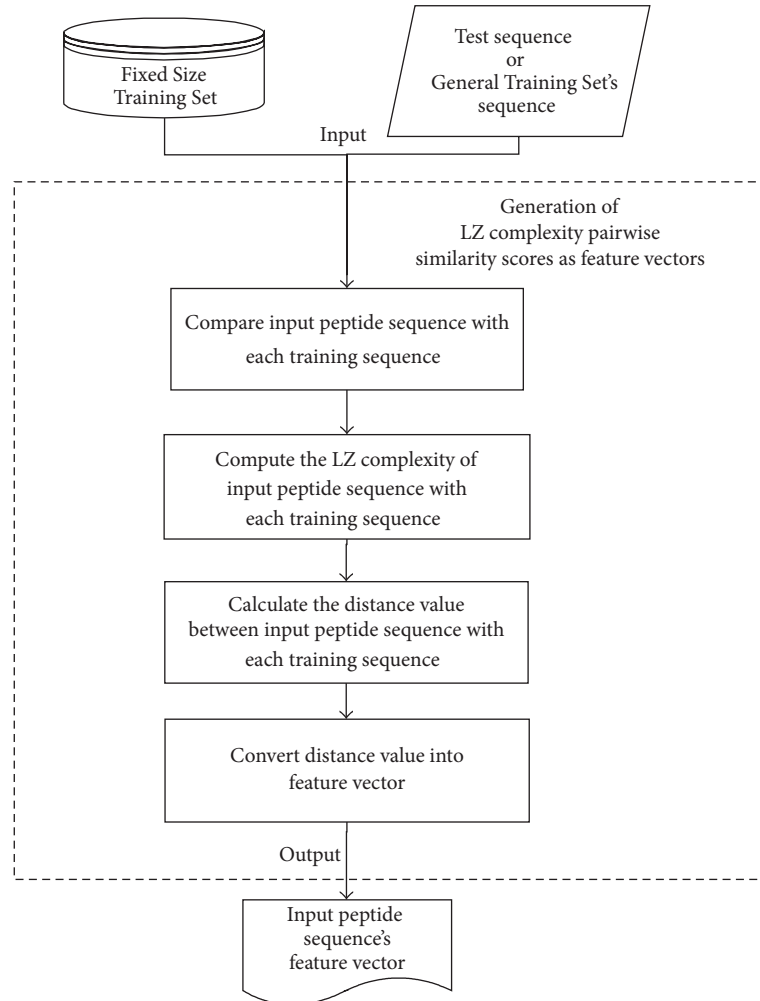 Fixed Size
Training Set
Test sequence
or
General Training Set's
sequence
Input
Generation of
LZ complexity pairwise
similarity scores as feature vectors
Compare input peptide sequence with
each training sequence
Compute the LZ complexity of
input peptide sequence with
each training sequence
Calculate the distance value
between input peptide sequence with
each training sequence
Convert distance value into
feature vector
Output
Input peptide
sequence's
feature vector